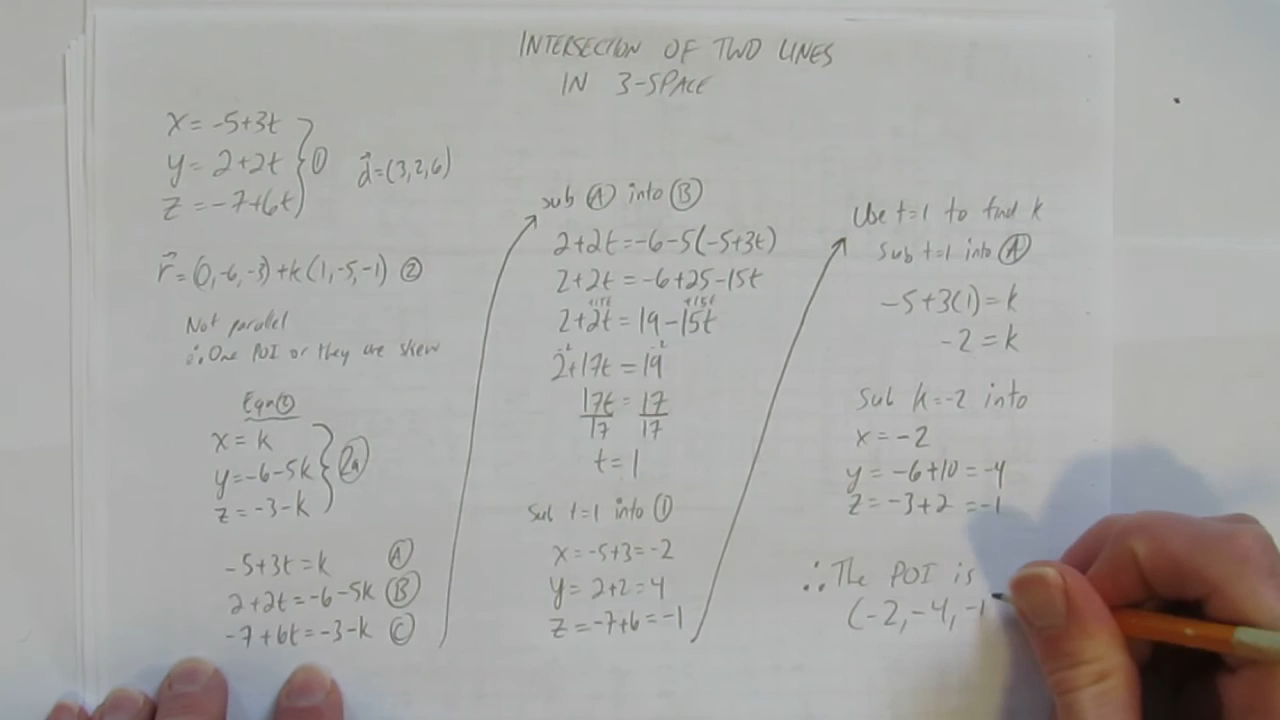 INTERSECTION OF TWO LINES
IN 3-SPACE
x = -5+3t
y = 2+2t } ① d⃗=(3,2,6)
z = -7+6t
r⃗ = (0,-6,-3)+k(1,-5,-1) ②
Not parallel
∴ One POI or they are skew
Eqn ②
x = k
y = -6-5k } 2a
z = -3-k
-5+3t = k Ⓐ
2+2t = -6-5k Ⓑ
-7+6t = -3-k Ⓒ
sub Ⓐ into Ⓑ
2+2t = -6-5(-5+3t)
2+2t = -6+25-15t
+15t +15t
2+2t = 19-15t
-2 -2
2+17t = 19
17t = 17
17 17
t = 1
Sub t=1 into ①
x = -5+3 = -2
y = 2+2 = 4
z = -7+6 = -1
Use t=1 to find k
Sub t=1 into Ⓐ
-5+3(1) = k
-2 = k
Sub k=-2 into
x = -2
y = -6+10 = -4
z = -3+2 = -1
∴ The POI is
(-2,-4,-1